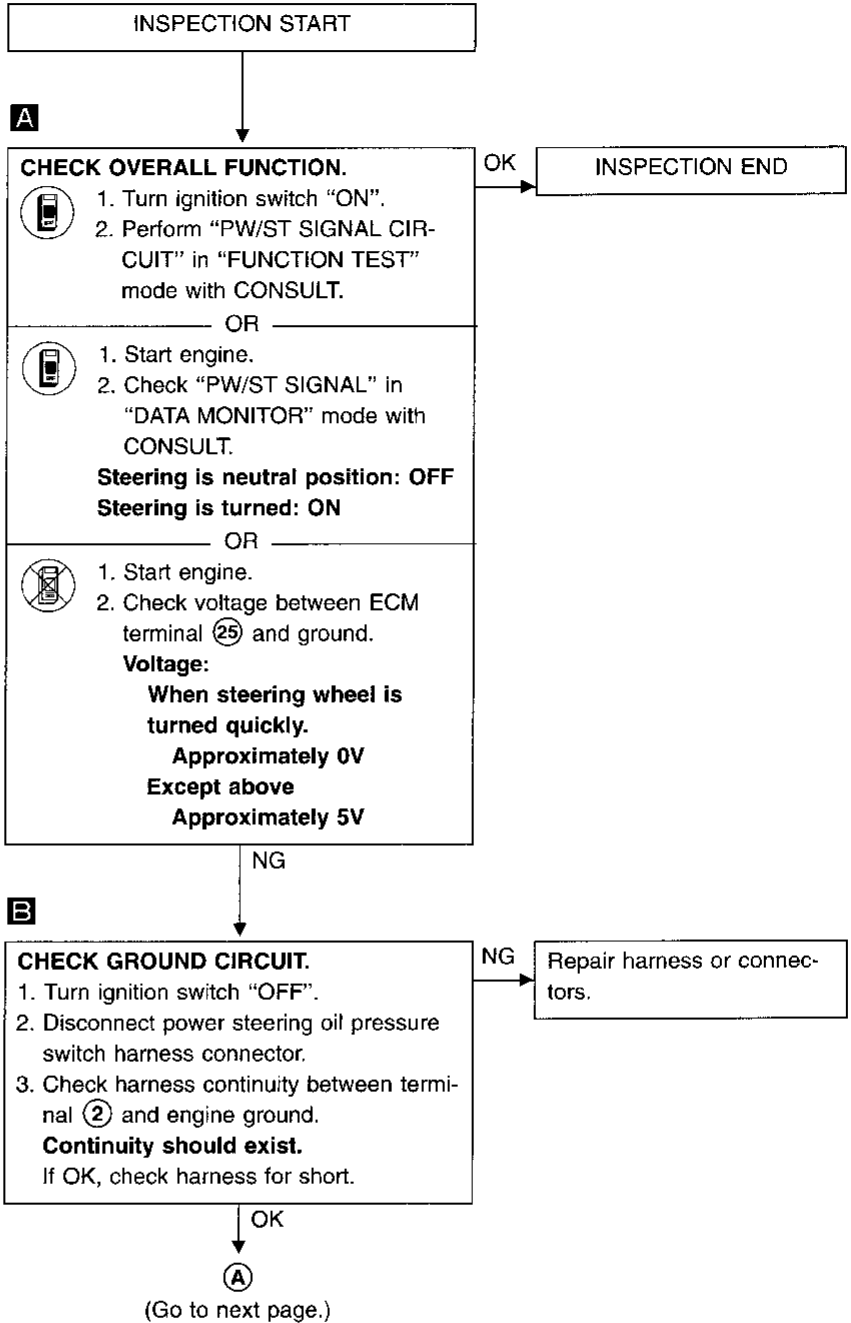 INSPECTION START
A
CHECK OVERALL FUNCTION.
1. Turn ignition switch “ON”.
2. Perform “PW/ST SIGNAL CIR-
CUIT” in “FUNCTION TEST”
mode with CONSULT.
OR
1. Start engine.
2. Check “PW/ST SIGNAL” in
“DATA MONITOR” mode with
CONSULT.
Steering is neutral position: OFF
Steering is turned: ON
OR
1. Start engine.
2. Check voltage between ECM
terminal 25 and ground.
Voltage:
When steering wheel is
turned quickly.
Approximately 0V
Except above
Approximately 5V
OK
INSPECTION END
NG
B
CHECK GROUND CIRCUIT.
1. Turn ignition switch “OFF”.
2. Disconnect power steering oil pressure
switch harness connector.
3. Check harness continuity between termi-
nal 2 and engine ground.
Continuity should exist.
If OK, check harness for short.
NG
Repair harness or connec-
tors.
OK
A
(Go to next page.)